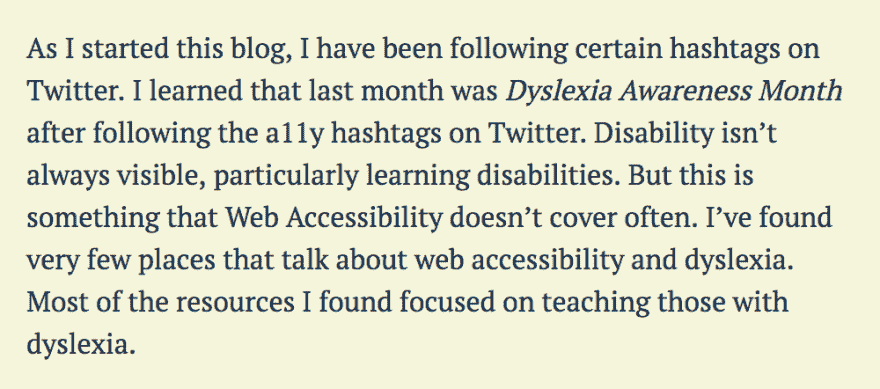 As I started this blog, I have been following certain hashtags on
Twitter. I learned that last month was Dyslexia Awareness Month
after following the a11y hashtags on Twitter. Disability isn’t
always visible, particularly learning disabilities. But this is
something that Web Accessibility doesn’t cover often. I’ve found
very few places that talk about web accessibility and dyslexia.
Most of the resources I found focused on teaching those with
dyslexia.